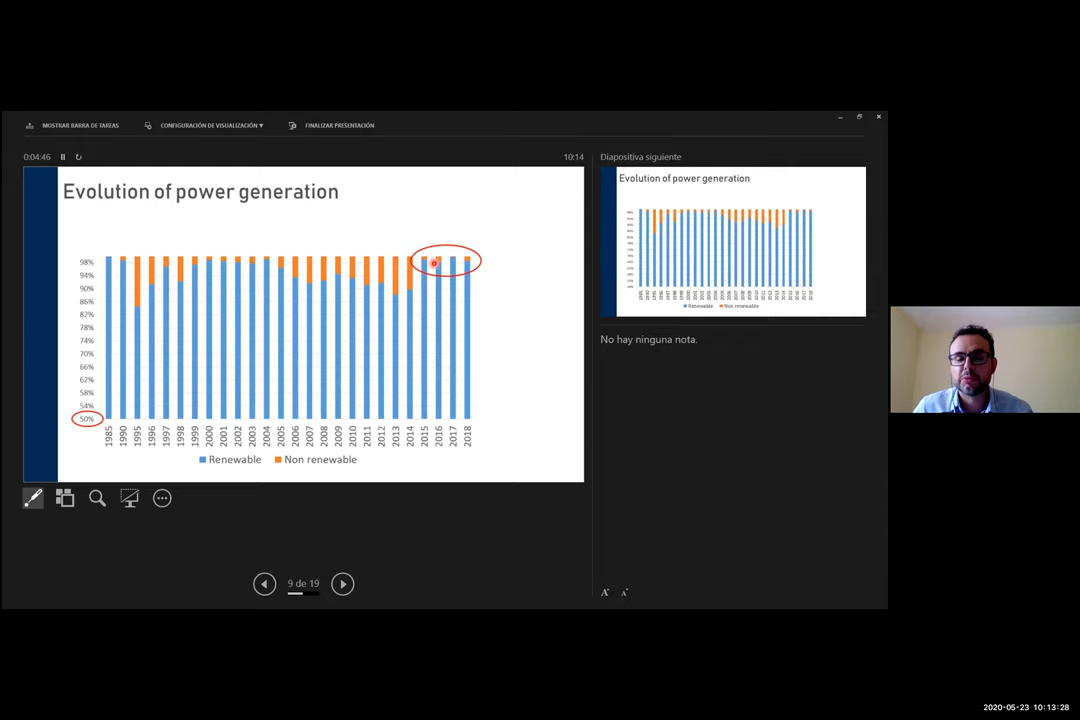 MOSTRAR BARRA DE TAREAS CONFIGURACIÓN DE VISUALIZACIÓN ▼ FINALIZAR PRESENTACIÓN
0:04:46 10:14
Evolution of power generation
98%
94%
90%
86%
82%
78%
74%
70%
66%
62%
58%
54%
50%
1985 1990 1995 1996 1997 1998 1999 2000 2001 2002 2003 2004 2005 2006 2007 2008 2009 2010 2011 2012 2013 2014 2015 2016 2017 2018
Renewable Non renewable
9 de 19
Diapositiva siguiente
Evolution of power generation
Renewable Non renewable
No hay ninguna nota.
A A
2020-05-23 10:13:28